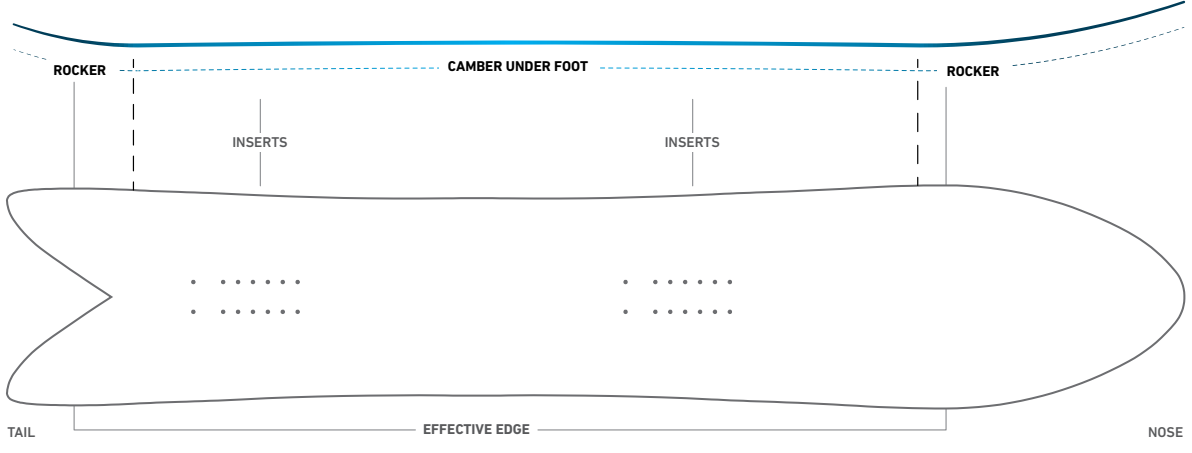 ROCKER
CAMBER UNDER FOOT
ROCKER
INSERTS
INSERTS
EFFECTIVE EDGE
TAIL
NOSE